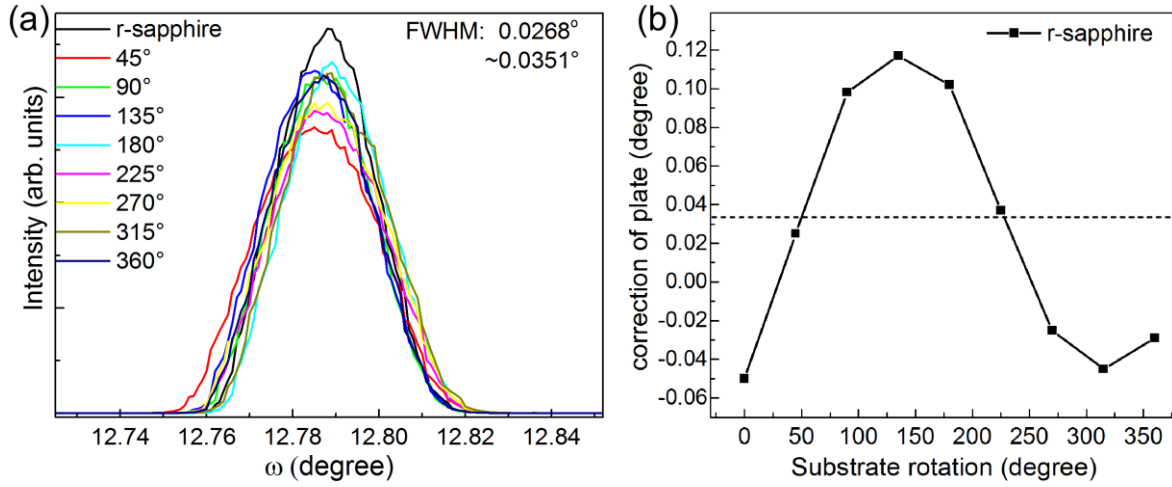 (a)
r-sapphire
45°
90°
135°
180°
225°
270°
315°
360°
FWHM: 0.0268°
~0.0351°
Intensity (arb. units)
12.74 12.76 12.78 12.80 12.82 12.84
ω (degree)
(b)
r-sapphire
correction of plate (degree)
0.12
0.10
0.08
0.06
0.04
0.02
0.00
-0.02
-0.04
-0.06
0 50 100 150 200 250 300 350
Substrate rotation (degree)